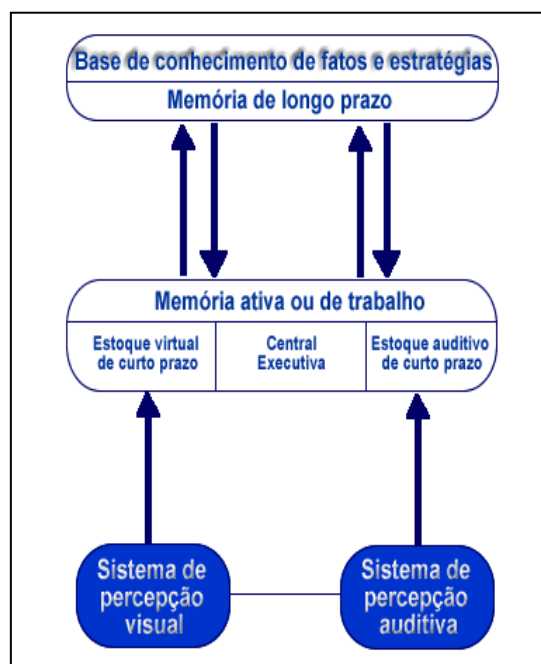 Base de conhecimento de fatos e estratégias
Memória de longo prazo
Memória ativa ou de trabalho
Estoque virtual
de curto prazo
Central
Executiva
Estoque auditivo
de curto prazo
Sistema de
percepção
visual
Sistema de
percepção
auditiva